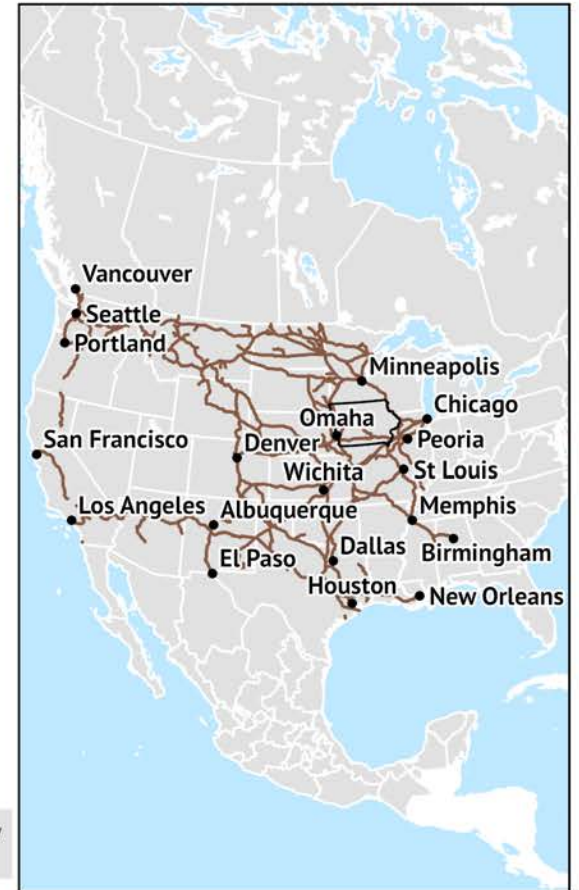 Vancouver
Seattle
Portland
Minneapolis
Chicago
Omaha
Peoria
San Francisco
Denver
St Louis
Wichita
Los Angeles
Albuquerque
Memphis
Birmingham
El Paso
Dallas
Houston
New Orleans